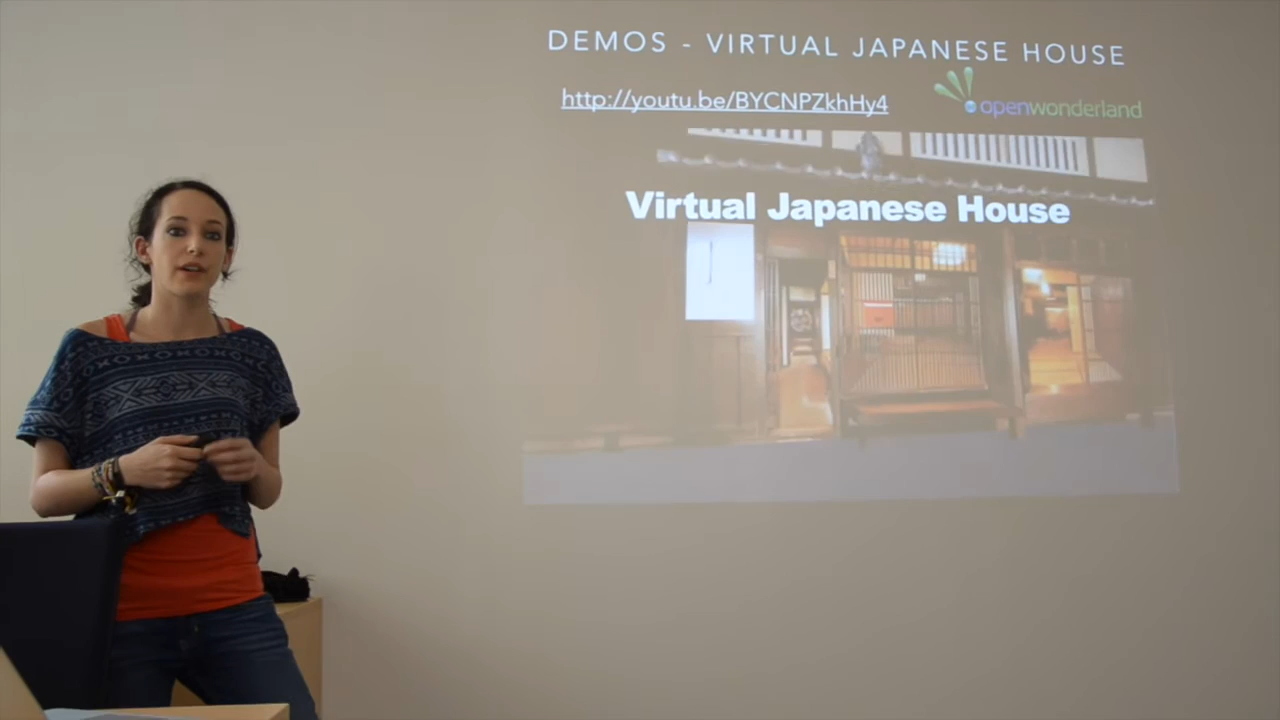 DEMOS - VIRTUAL JAPANESE HOUSE
http://youtu.be/BYCNPZkhHy4
openwonderland
Virtual Japanese House